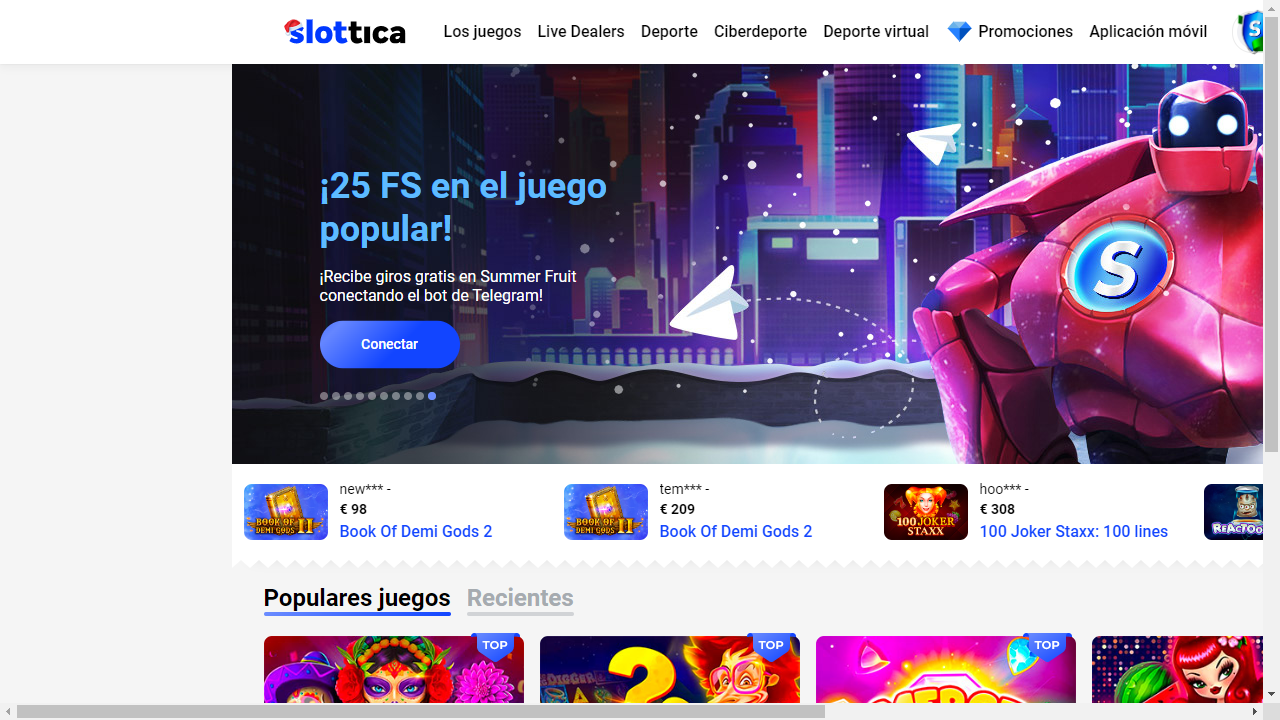 slottica
Los juegos Live Dealers Deporte Ciberdeporte Deporte virtual Promociones Aplicación móvil
¡25 FS en el juego
popular!
¡Recibe giros gratis en Summer Fruit
conectando el bot de Telegram!
Conectar
S
new*** -
€ 98
Book Of Demi Gods 2
tem*** -
€ 209
Book Of Demi Gods 2
hoo*** -
€ 308
100 Joker Staxx: 100 lines
BOOK OF
DEMI GODS II
BOOK OF
DEMI GODS II
100 JOKER
STAXX
Populares juegos Recientes
TOP
TOP
TOP